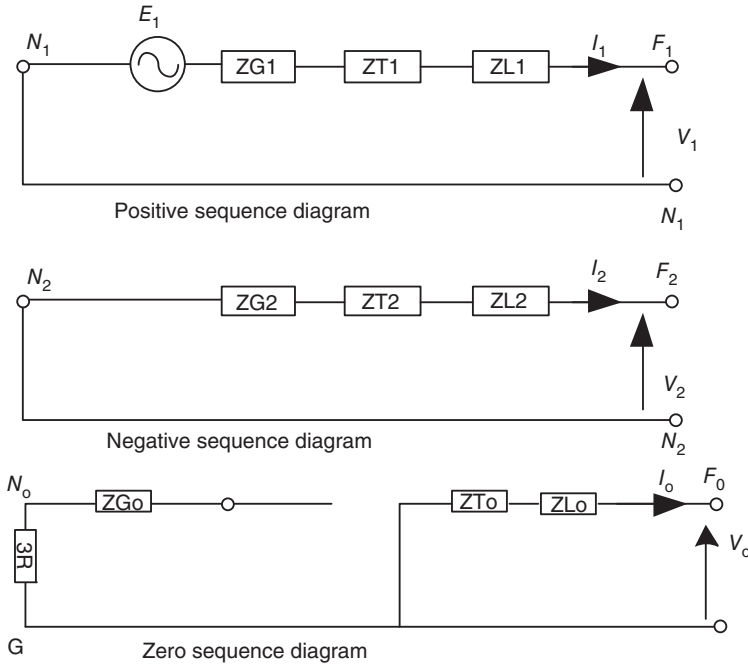 E1
N1
I1
F1
ZG1
ZT1
ZL1
V1
Positive sequence diagram
N1
N2
I2
F2
ZG2
ZT2
ZL2
V2
Negative sequence diagram
N2
No
ZGo
ZTo
ZLo
Io
F0
3R
Vo
G
Zero sequence diagram